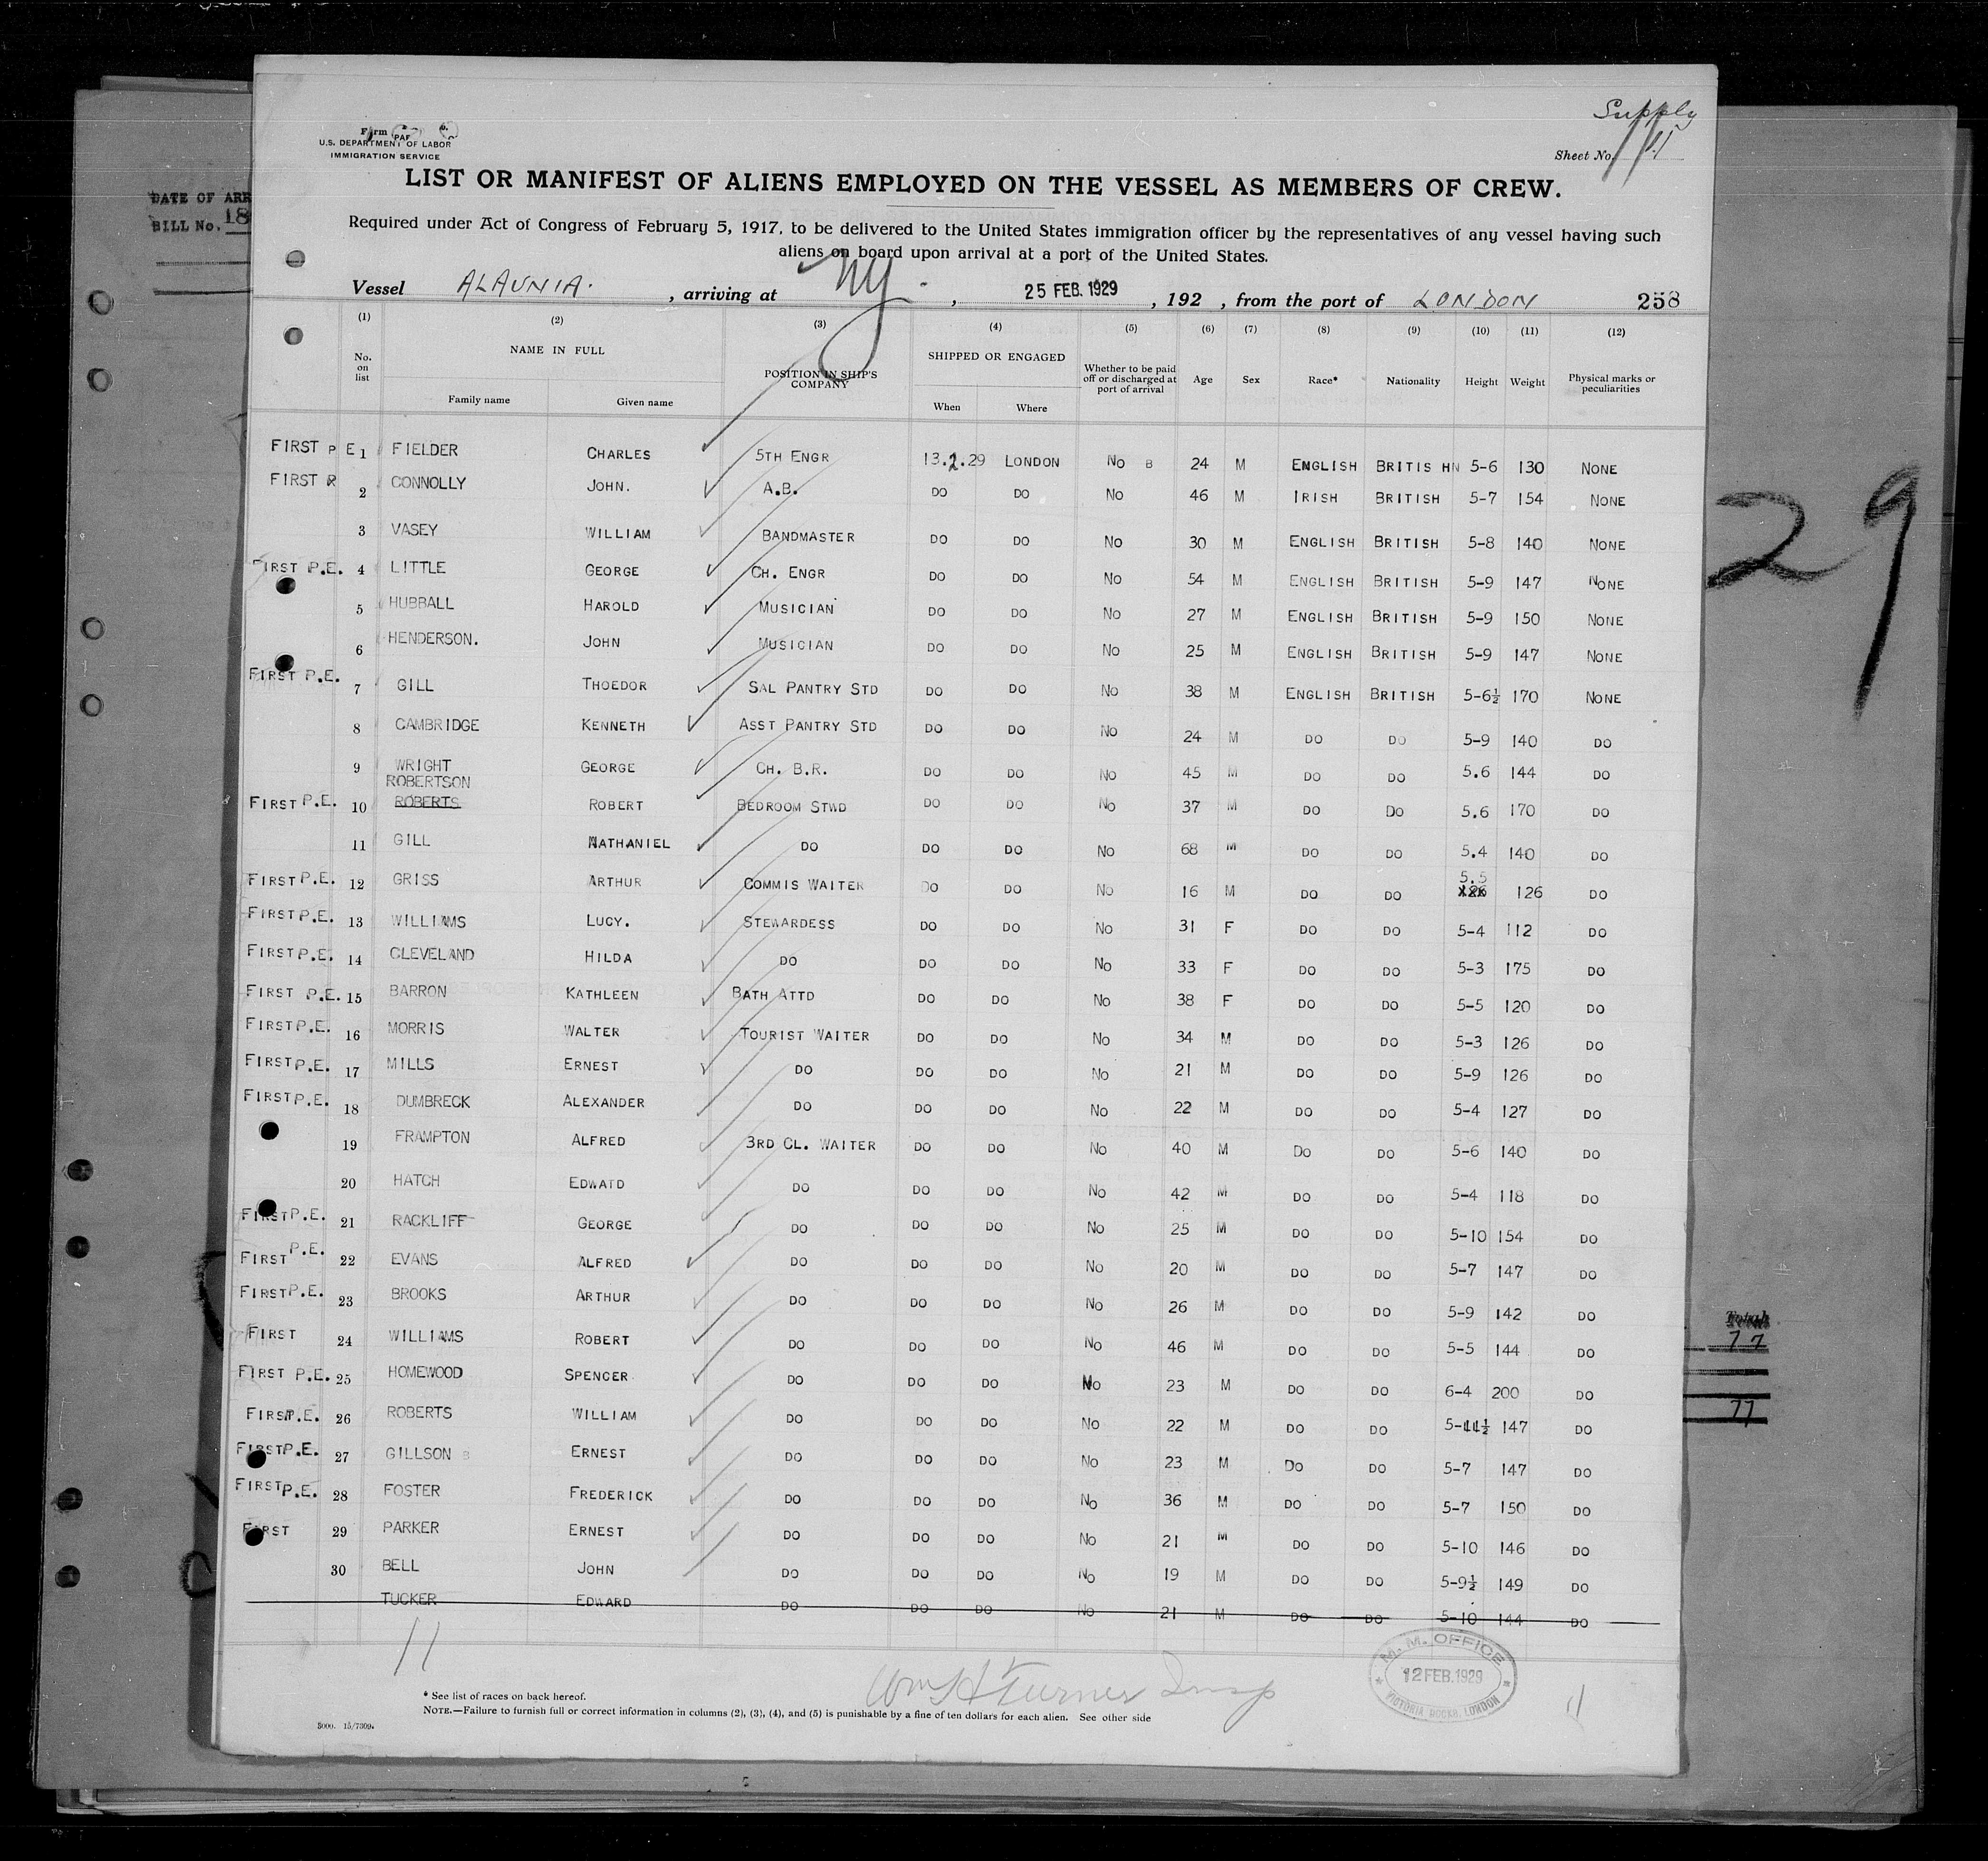 Supply
U.S. DEPARTMENT OF LABOR
IMMIGRATION SERVICE
Sheet No. 11
LIST OR MANIFEST OF ALIENS EMPLOYED ON THE VESSEL AS MEMBERS OF CREW.
DATE OF ARR
BILL No. 18
Required under Act of Congress of February 5, 1917, to be delivered to the United States immigration officer by the representatives of any vessel having such
aliens on board upon arrival at a port of the United States.
Vessel ALAUNIA. , arriving at NY. , 25 FEB. 1929 , 192 , from the port of LONDON 258
(1) (2) (3) (4) (5) (6) (7) (8) (9) (10) (11) (12)
No. on list NAME IN FULL Family name Given name POSITION IN SHIP'S COMPANY SHIPPED OR ENGAGED When Where Whether to be paid off or discharged at port of arrival Age Sex Race* Nationality Height Weight Physical marks or peculiarities
FIRST P E 1 FIELDER CHARLES 5TH ENGR 13.2.29 LONDON No B 24 M ENGLISH BRITIS HN 5-6 130 NONE
FIRST R 2 CONNOLLY JOHN. A.B. DO DO No 46 M IRISH BRITISH 5-7 154 NONE
3 VASEY WILLIAM BANDMASTER DO DO No 30 M ENGLISH BRITISH 5-8 140 NONE
FIRST P.E. 4 LITTLE GEORGE CH. ENGR DO DO No 54 M ENGLISH BRITISH 5-9 147 NONE
5 HUBBALL HAROLD MUSICIAN DO DO No 27 M ENGLISH BRITISH 5-9 150 NONE
6 HENDERSON. JOHN MUSICIAN DO DO No 25 M ENGLISH BRITISH 5-9 147 NONE
FIRST P.E. 7 GILL THOEDOR SAL PANTRY STD DO DO No 38 M ENGLISH BRITISH 5-6½ 170 NONE
8 CAMBRIDGE KENNETH ASST PANTRY STD DO DO No 24 M DO DO 5-9 140 DO
9 WRIGHT GEORGE CH. B.R. DO DO No 45 M DO DO 5.6 144 DO
ROBERTSON
FIRST P.E. 10 ROBERTS ROBERT BEDROOM STWD DO DO No 37 M DO DO 5.6 170 DO
11 GILL NATHANIEL DO DO DO No 68 M DO DO 5.4 140 DO
5.5
FIRST P.E. 12 GRISS ARTHUR COMMIS WAITER DO DO No 16 M DO DO 126 DO
FIRST P.E. 13 WILLIAMS LUCY. STEWARDESS DO DO No 31 F DO DO 5-4 112 DO
FIRST P.E. 14 CLEVELAND HILDA DO DO DO No 33 F DO DO 5-3 175 DO
FIRST P.E. 15 BARRON KATHLEEN BATH ATTD DO DO No 38 F DO DO 5-5 120 DO
FIRST P.E. 16 MORRIS WALTER TOURIST WAITER DO DO No 34 M DO DO 5-3 126 DO
FIRST P.E. 17 MILLS ERNEST DO DO DO No 21 M DO DO 5-9 126 DO
FIRST P.E. 18 DUMBRECK ALEXANDER DO DO DO No 22 M DO DO 5-4 127 DO
19 FRAMPTON ALFRED 3RD CL. WAITER DO DO No 40 M DO DO 5-6 140 DO
20 HATCH EDWATD DO DO DO No 42 M DO DO 5-4 118 DO
FIRST P.E. 21 RACKLIFF GEORGE DO DO DO No 25 M DO DO 5-10 154 DO
FIRST P.E. 22 EVANS ALFRED DO DO DO No 20 M DO DO 5-7 147 DO
FIRST P.E. 23 BROOKS ARTHUR DO DO DO No 26 M DO DO 5-9 142 DO
FIRST 24 WILLIAMS ROBERT DO DO DO No 46 M DO DO 5-5 144 DO
FIRST P.E. 25 HOMEWOOD SPENCER DO DO DO No 23 M DO DO 6-4 200 DO
FIRST P.E. 26 ROBERTS WILLIAM DO DO DO No 22 M DO DO 5-11½ 147 DO
FIRST P.E. 27 GILLSON ERNEST DO DO DO No 23 M DO DO 5-7 147 DO
FIRST P.E. 28 FOSTER FREDERICK DO DO DO No 36 M DO DO 5-7 150 DO
FIRST 29 PARKER ERNEST DO DO DO No 21 M DO DO 5-10 146 DO
30 BELL JOHN DO DO DO No 19 M DO DO 5-9½ 149 DO
TUCKER EDWARD DO DO DO No 21 M DO DO 5-10 144 DO
29
Total
77
77
11
Wm H Turner Insp
M. M. OFFICE
12 FEB. 1929
VICTORIA DOCKS, LONDON
* See list of races on back hereof.
NOTE.—Failure to furnish full or correct information in columns (2), (3), (4), and (5) is punishable by a fine of ten dollars for each alien. See other side
5000. 15/7309.